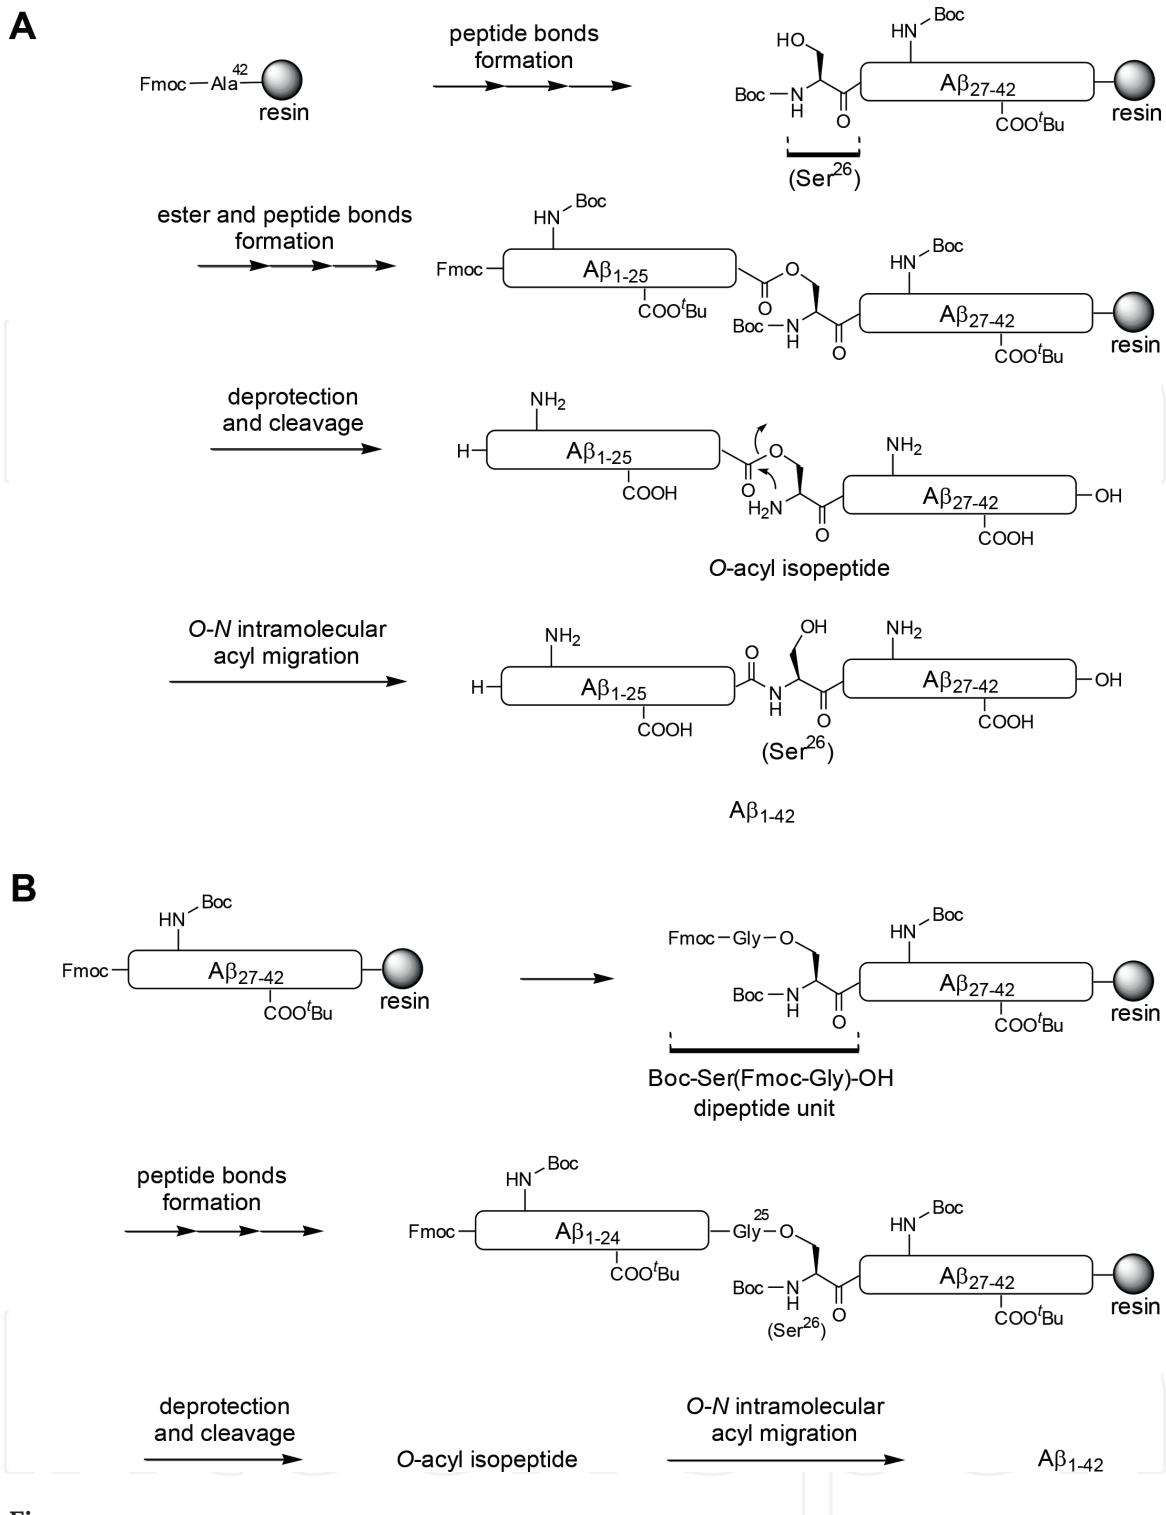 A
Fmoc Ala42
resin
peptide bonds
formation
HO
HN Boc
Boc N
H
O
Aβ27-42
COOtBu
resin
(Ser26)
ester and peptide bonds
formation
HN Boc
Fmoc Aβ1-25
COOtBu
O
O
Boc N
H
O
HN Boc
Aβ27-42
COOtBu
resin
deprotection
and cleavage
NH2
H Aβ1-25
COOH
O
O
H2N
O
NH2
Aβ27-42 OH
COOH
O-acyl isopeptide
O-N intramolecular
acyl migration
NH2
H Aβ1-25
COOH
O
N
H
OH
O
NH2
Aβ27-42 OH
COOH
(Ser26)
Aβ1-42
B
HN Boc
Fmoc Aβ27-42
COOtBu
resin
Fmoc Gly O
Boc N
H
O
HN Boc
Aβ27-42
COOtBu
resin
Boc-Ser(Fmoc-Gly)-OH
dipeptide unit
peptide bonds
formation
HN Boc
Fmoc Aβ1-24
COOtBu
Gly25 O
Boc N
H
O
(Ser26)
HN Boc
Aβ27-42
COOtBu
resin
deprotection
and cleavage
O-acyl isopeptide
O-N intramolecular
acyl migration
Aβ1-42